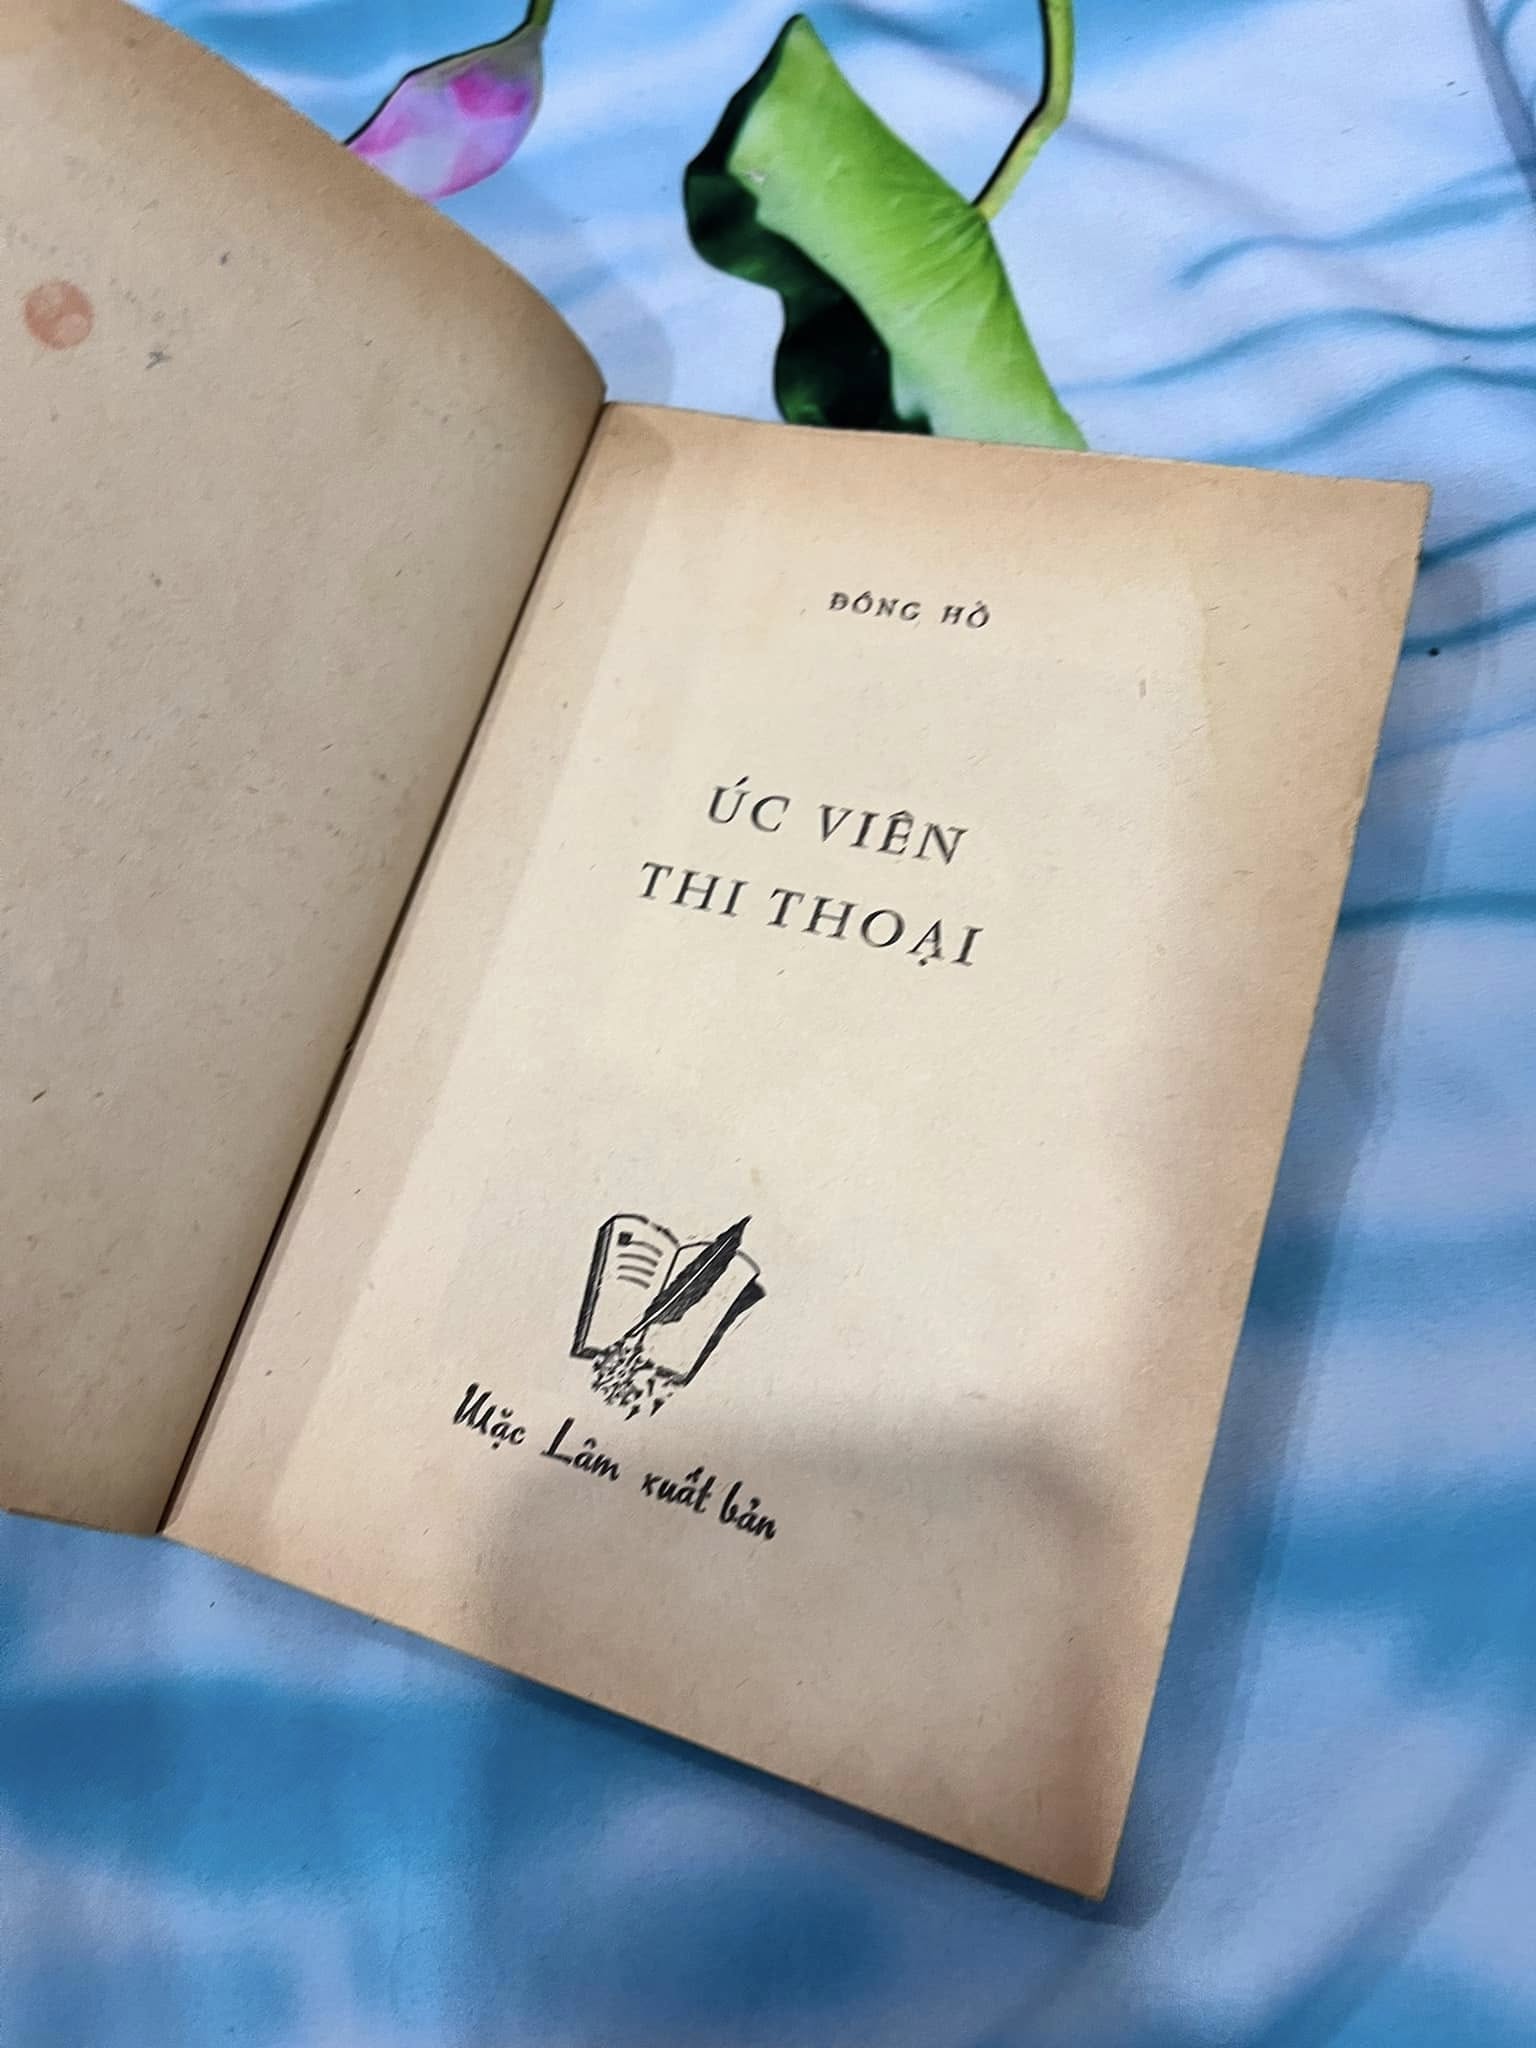 ĐÔNG HỒ
ÚC VIÊN
THI THOẠI
Mặc Lâm xuất bản